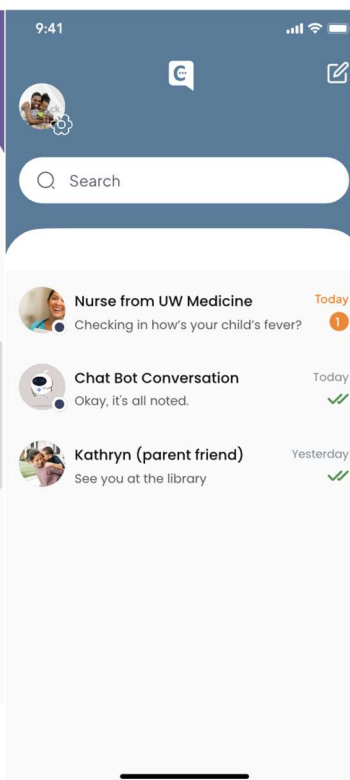 9:41
C
Search
Nurse from UW Medicine
Today
Checking in how's your child's fever?
1
Chat Bot Conversation
Today
Okay, it's all noted.
Kathryn (parent friend)
Yesterday
See you at the library